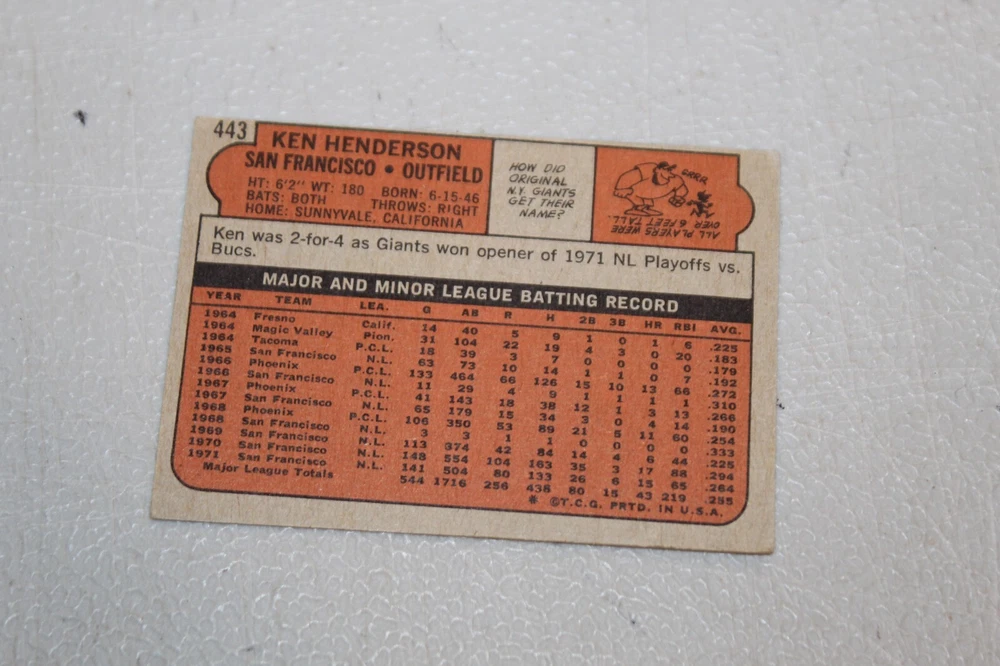 443
KEN HENDERSON
SAN FRANCISCO • OUTFIELD
HT: 6'2" WT: 180 BORN: 6-15-46
BATS: BOTH THROWS: RIGHT
HOME: SUNNYVALE, CALIFORNIA
HOW DID
ORIGINAL
N.Y. GIANTS
GET THEIR
NAME?
GRRR
ALL PLAYERS WERE
OVER 6 FEET TALL
Ken was 2-for-4 as Giants won opener of 1971 NL Playoffs vs.
Bucs.
MAJOR AND MINOR LEAGUE BATTING RECORD
YEAR TEAM LEA. G AB R H 2B 3B HR RBI AVG.
1964 Fresno Calif. 14 40 5 9 1 0 1 6 .225
1964 Magic Valley Pion. 31 104 22 19 4 3 0 20 .183
1964 Tacoma P.C.L. 18 39 3 7 0 0 0 0 .179
1965 San Francisco N.L. 63 73 10 14 1 1 0 7 .192
1966 Phoenix P.C.L. 133 464 66 126 15 10 13 66 .272
1966 San Francisco N.L. 11 29 4 9 1 1 1 1 .310
1967 Phoenix P.C.L. 41 143 18 38 12 1 3 13 .266
1967 San Francisco N.L. 65 179 15 34 3 0 4 14 .190
1968 Phoenix P.C.L. 106 350 53 89 21 5 11 60 .254
1968 San Francisco N.L. 3 3 1 1 0 0 0 0 .333
1969 San Francisco N.L. 113 374 42 84 14 4 6 44 .225
1970 San Francisco N.L. 148 554 104 163 35 3 17 88 .294
1971 San Francisco N.L. 141 504 80 133 26 6 15 65 .264
Major League Totals 544 1716 256 438 80 15 43 219 .255
* ©T.C.G. PRTD. IN U.S.A.